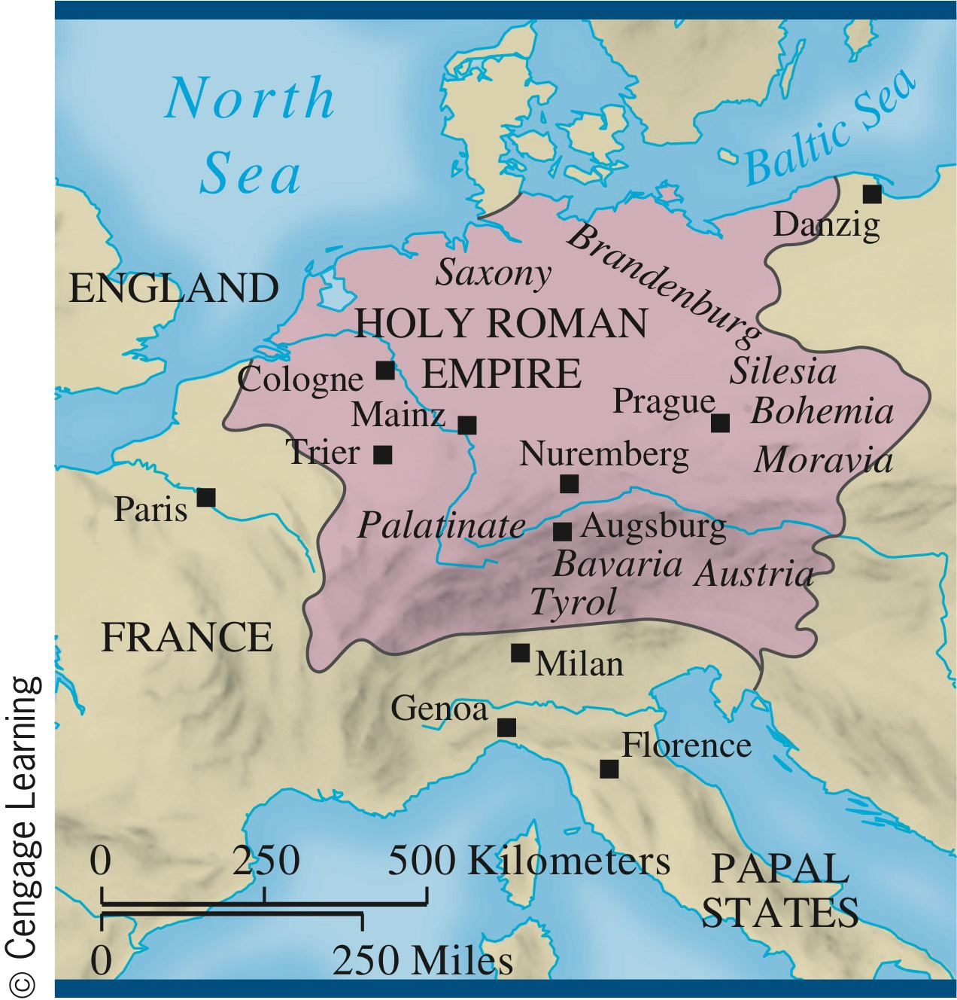 North
Sea
Baltic Sea
Danzig
Brandenburg
Saxony
ENGLAND
HOLY ROMAN
EMPIRE
Cologne
Silesia
Prague
Bohemia
Mainz
Trier
Nuremberg
Moravia
Paris
Palatinate
Augsburg
Bavaria
Austria
Tyrol
FRANCE
Milan
Genoa
Florence
PAPAL
STATES
0 250 500 Kilometers
0 250 Miles
© Cengage Learning